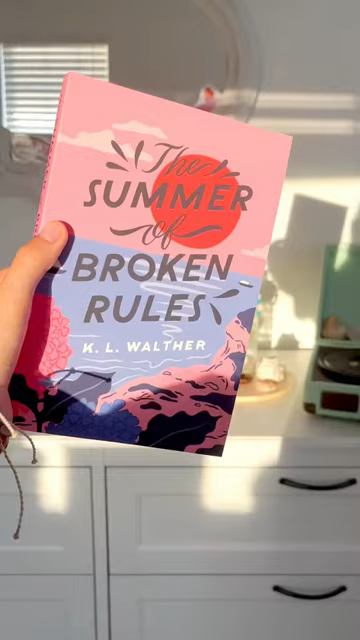 The
SUMMER
of
BROKEN
RULES
K. L. WALTHER